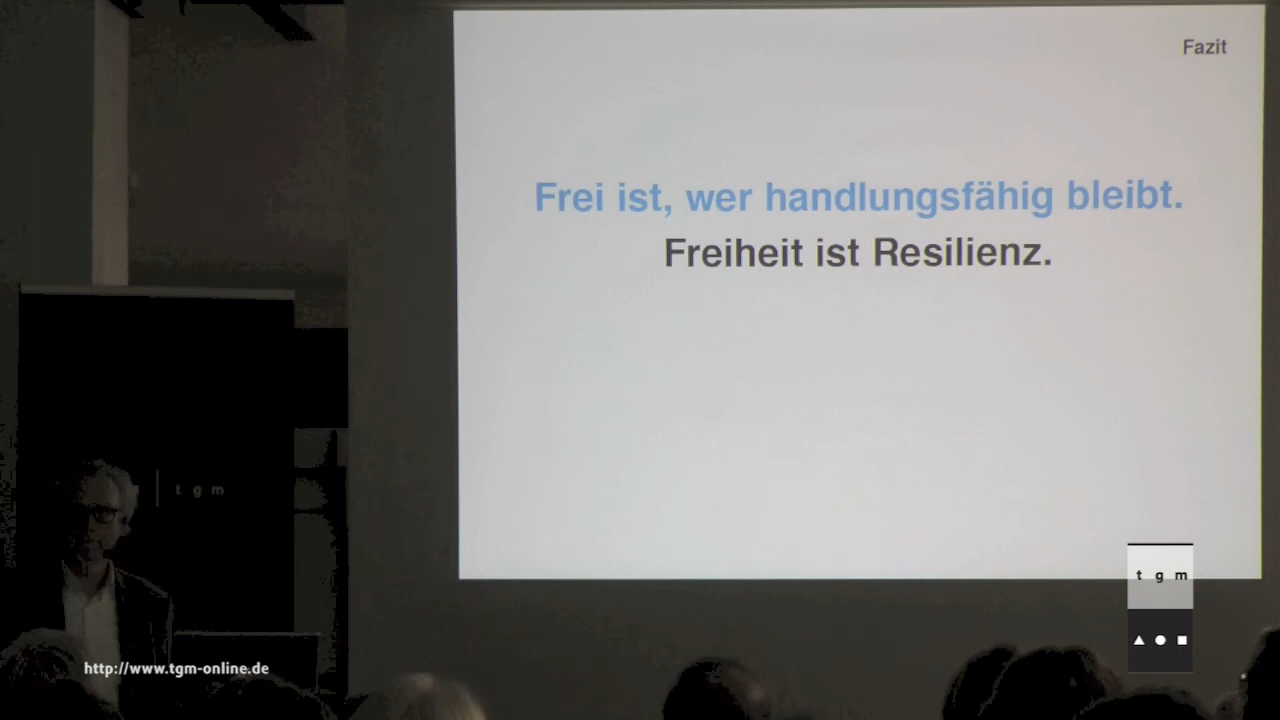 Fazit
Frei ist, wer handlungsfähig bleibt.
Freiheit ist Resilienz.
t g m
t g m
http://www.tgm-online.de